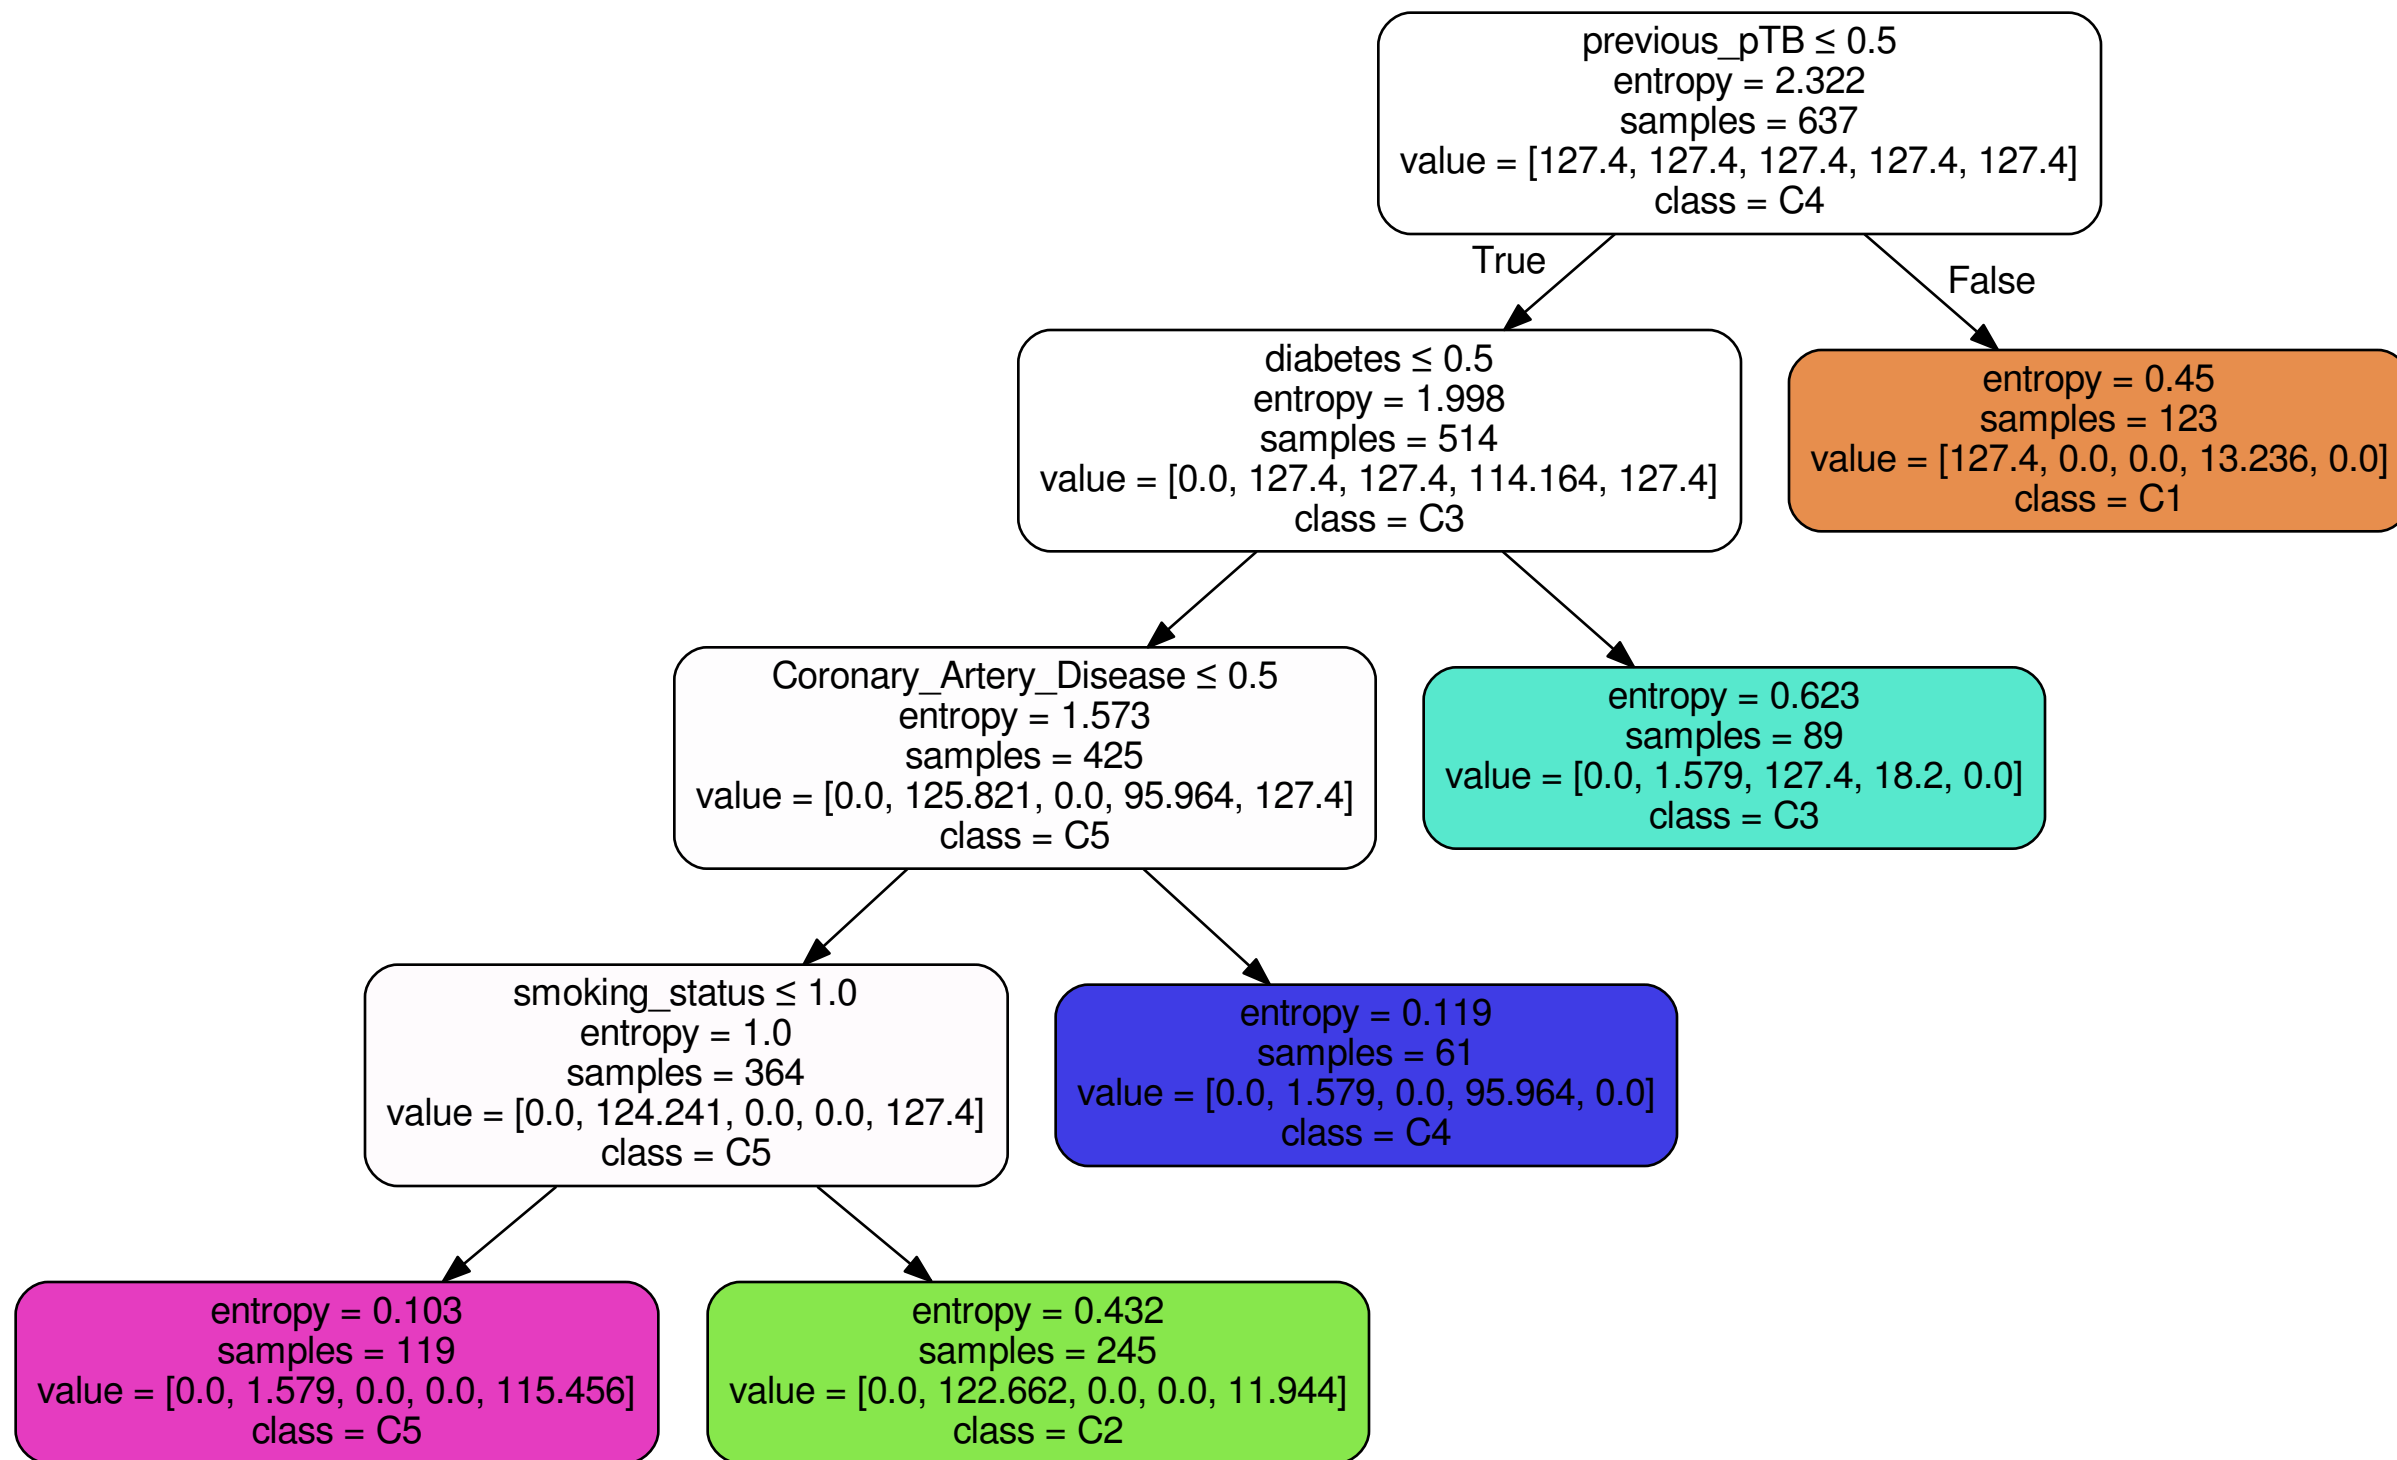 previous_pTB ≤ 0.5
entropy = 2.322
samples = 637
value = [127.4, 127.4, 127.4, 127.4, 127.4]
class = C4
True
False
diabetes ≤ 0.5
entropy = 1.998
samples = 514
value = [0.0, 127.4, 127.4, 114.164, 127.4]
class = C3
entropy = 0.45
samples = 123
value = [127.4, 0.0, 0.0, 13.236, 0.0]
class = C1
Coronary_Artery_Disease ≤ 0.5
entropy = 1.573
samples = 425
value = [0.0, 125.821, 0.0, 95.964, 127.4]
class = C5
entropy = 0.623
samples = 89
value = [0.0, 1.579, 127.4, 18.2, 0.0]
class = C3
smoking_status ≤ 1.0
entropy = 1.0
samples = 364
value = [0.0, 124.241, 0.0, 0.0, 127.4]
class = C5
entropy = 0.119
samples = 61
value = [0.0, 1.579, 0.0, 95.964, 0.0]
class = C4
entropy = 0.103
samples = 119
value = [0.0, 1.579, 0.0, 0.0, 115.456]
class = C5
entropy = 0.432
samples = 245
value = [0.0, 122.662, 0.0, 0.0, 11.944]
class = C2